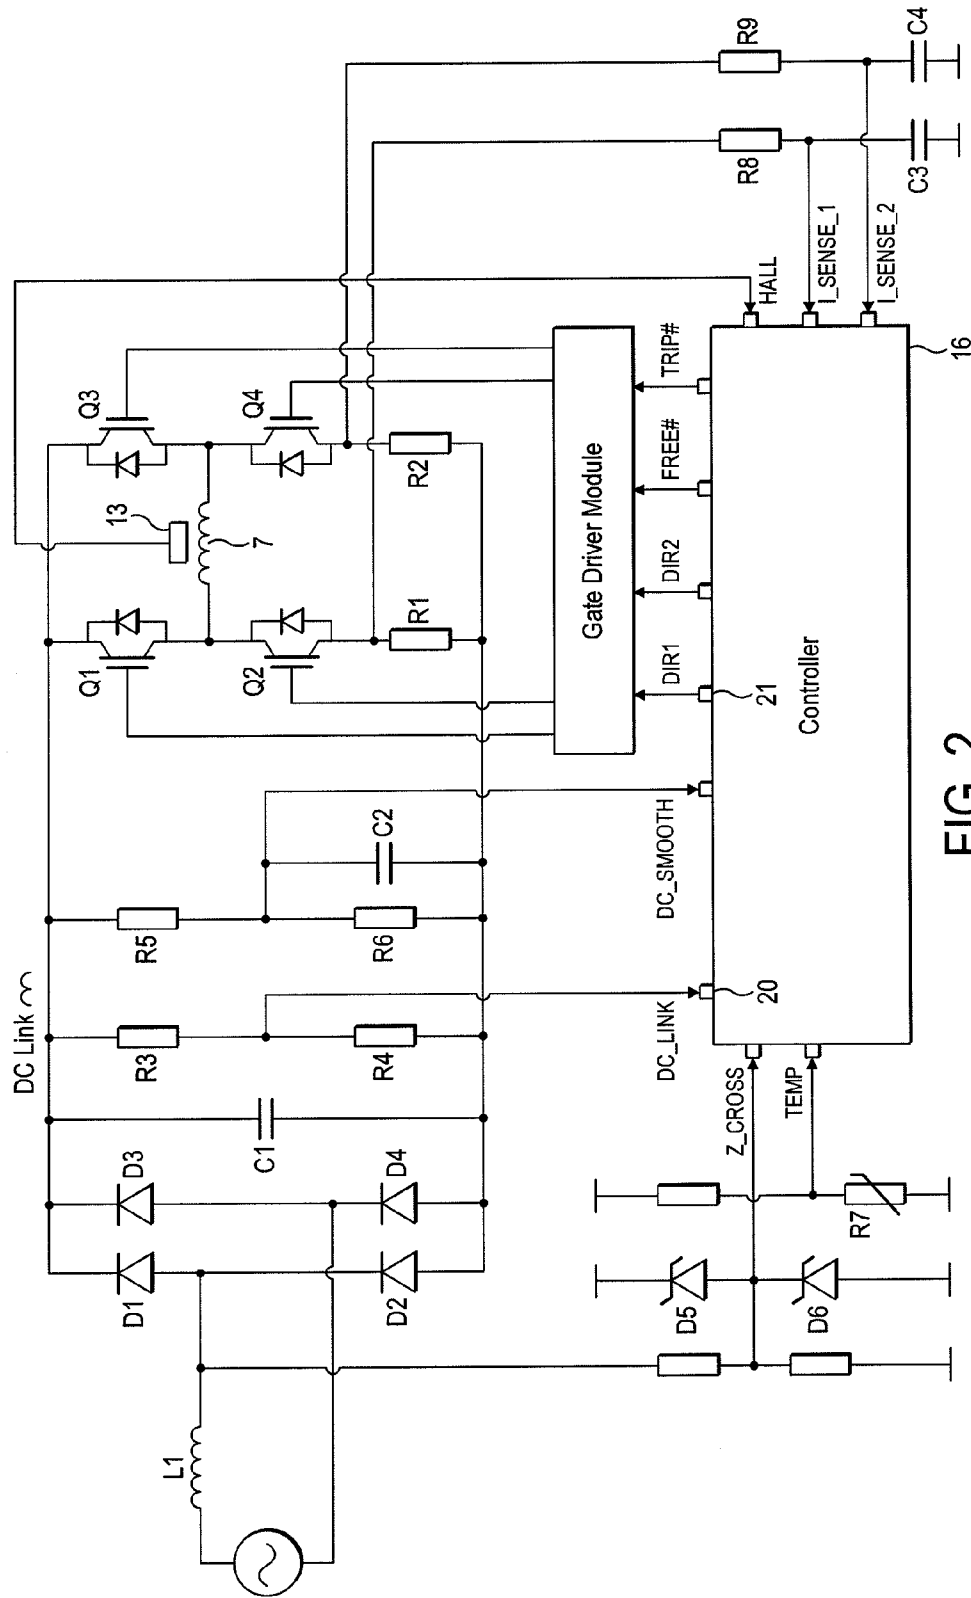 DC Link
L1
D1
D3
D2
D4
C1
R3
R5
R4
R6
C2
Q1
Q3
13
7
Q2
Q4
R1
R2
Gate Driver Module
DIR1
DIR2
FREE#
TRIP#
DC_LINK
DC_SMOOTH
Z_CROSS
TEMP
20
21
Controller
HALL
I_SENSE_1
I_SENSE_2
16
D5
D6
R7
R8
R9
C3
C4
FIG. 2